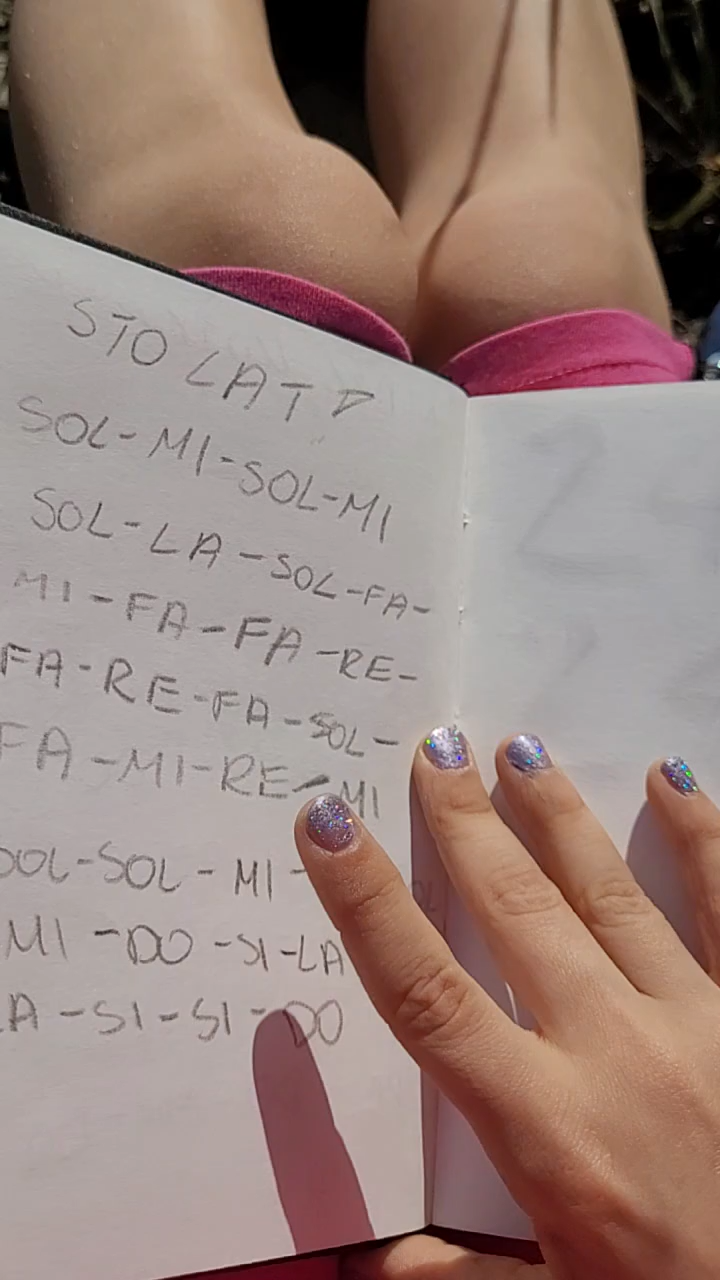 STO LAT
SOL-MI-SOL-MI
SOL-LA-SOL-FA-
MI-FA-FA-RE-
FA-RE-FA-SOL-
FA-MI-RE-MI
SOL-SOL-MI-
MI-DO-SI-LA
LA-SI-SI-DO